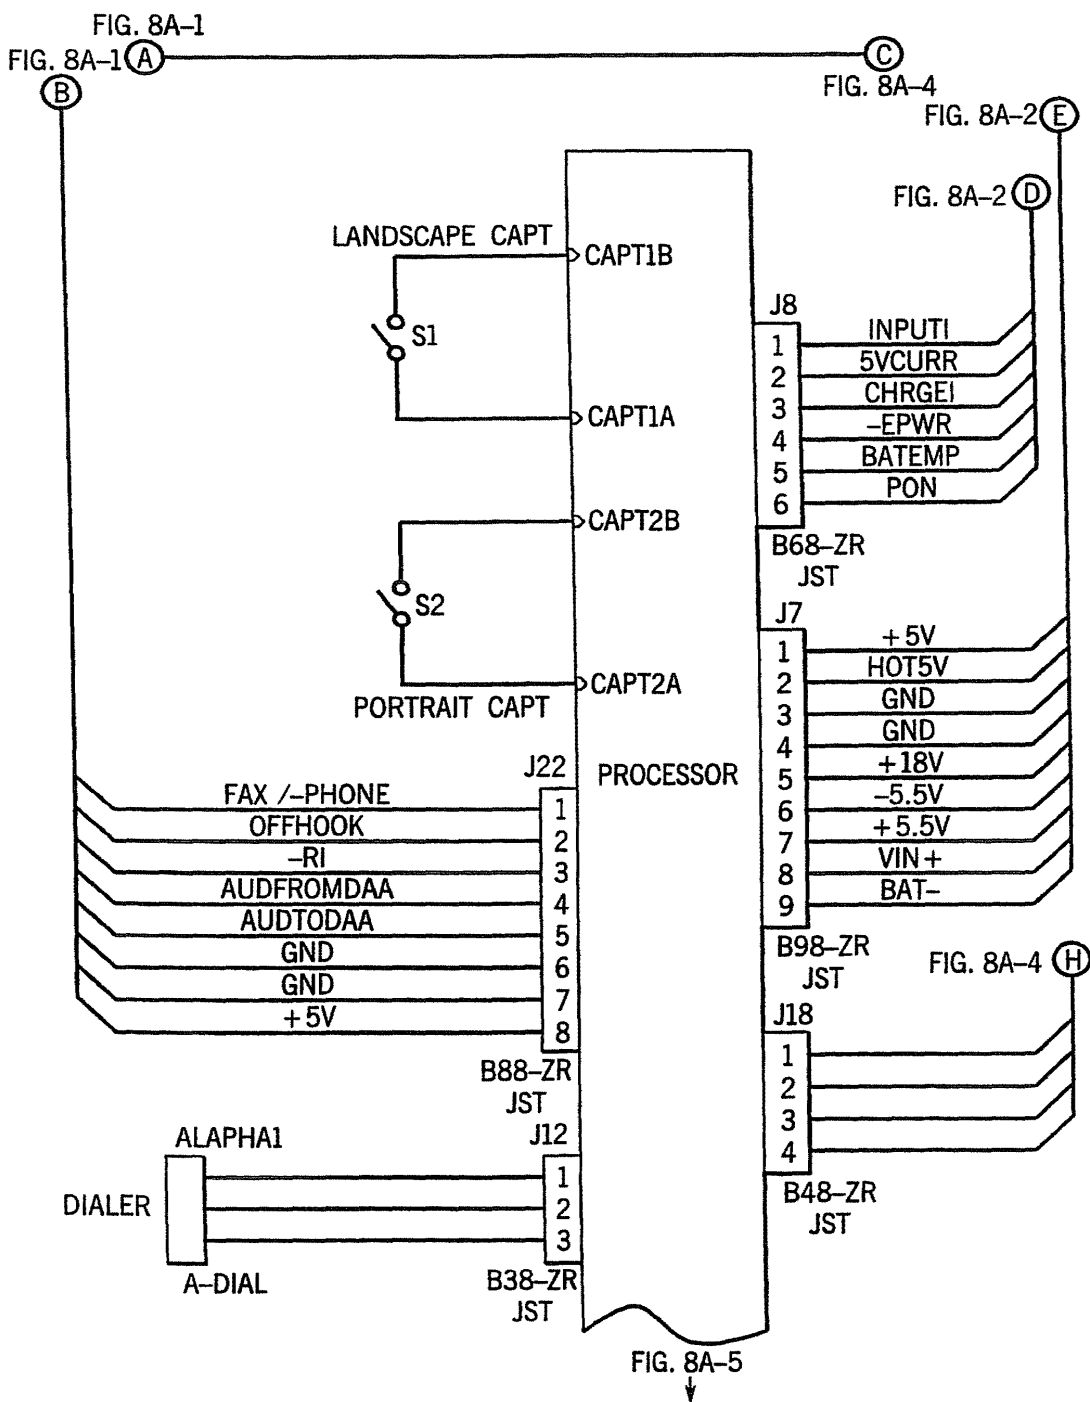 FIG. 8A-1
FIG. 8A-1 A
B
C
FIG. 8A-4
FIG. 8A-2 E
FIG. 8A-2 D
LANDSCAPE CAPT
CAPT1B
S1
CAPT1A
CAPT2B
S2
CAPT2A
PORTRAIT CAPT
J8
1 INPUTI
2 5VCURR
3 CHRGEI
4 -EPWR
5 BATEMP
6 PON
B68-ZR
JST
J7
1 +5V
2 HOT5V
3 GND
4 GND
5 +18V
6 -5.5V
7 +5.5V
8 VIN+
9 BAT-
B98-ZR
JST
PROCESSOR
J22
FAX /-PHONE 1
OFFHOOK 2
-RI 3
AUDFROMDAA 4
AUDTODAA 5
GND 6
GND 7
+5V 8
B88-ZR
JST
FIG. 8A-4 H
J18
1
2
3
4
B48-ZR
JST
ALAPHA1
DIALER
A-DIAL
J12
1
2
3
B38-ZR
JST
FIG. 8A-5